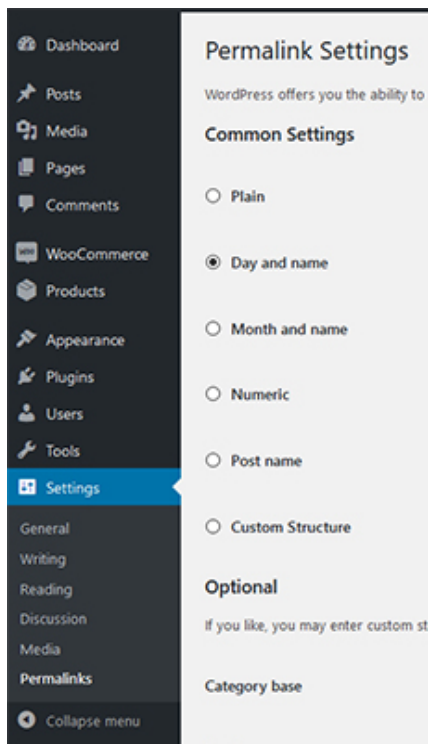 Dashboard
Posts
Media
Pages
Comments
WooCommerce
Products
Appearance
Plugins
Users
Tools
Settings
General
Writing
Reading
Discussion
Media
Permalinks
Collapse menu
Permalink Settings
WordPress offers you the ability to
Common Settings
Plain
Day and name
Month and name
Numeric
Post name
Custom Structure
Optional
If you like, you may enter custom st
Category base